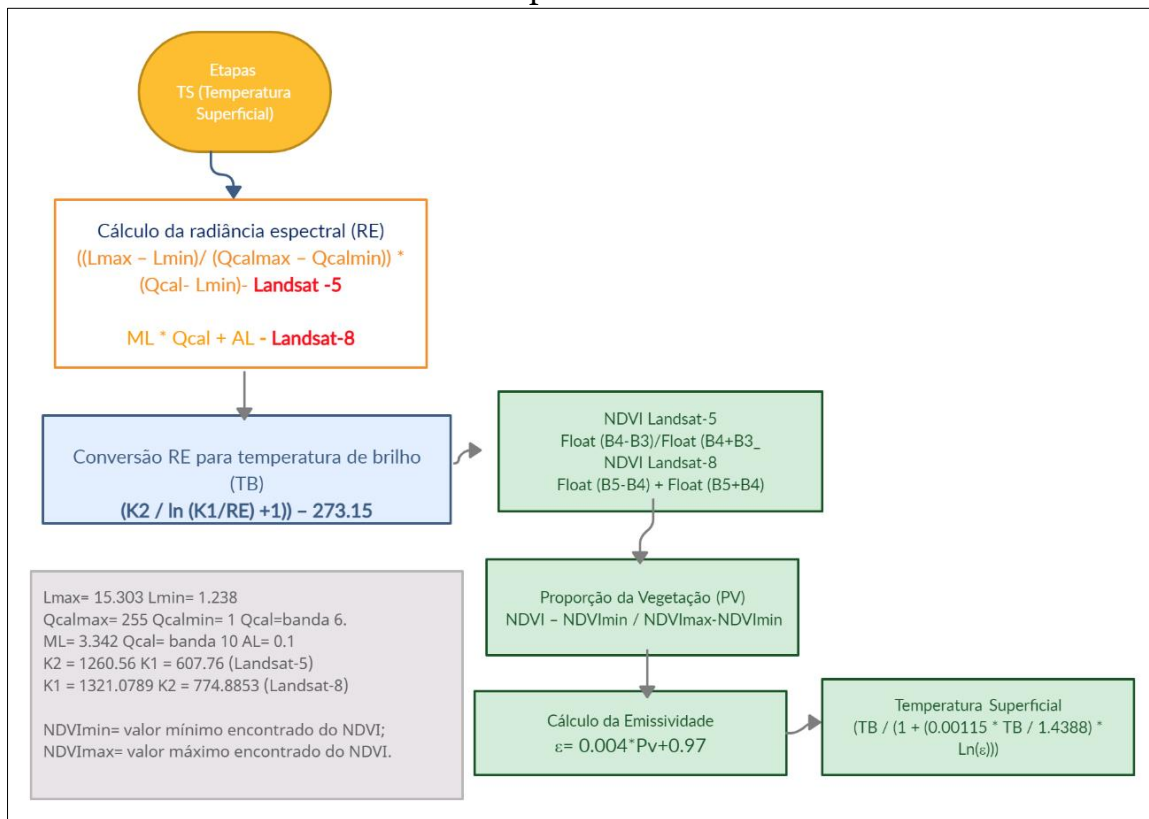 Etapas
TS (Temperatura
Superficial)
Cálculo da radiância espectral (RE)
((Lmax – Lmin)/ (Qcalmax – Qcalmin)) *
(Qcal- Lmin)- Landsat -5
ML * Qcal + AL - Landsat-8
Conversão RE para temperatura de brilho
(TB)
(K2 / ln (K1/RE) +1)) – 273.15
NDVI Landsat-5
Float (B4-B3)/Float (B4+B3_
NDVI Landsat-8
Float (B5-B4) + Float (B5+B4)
Proporção da Vegetação (PV)
NDVI – NDVImin / NDVImax-NDVImin
Cálculo da Emissividade
ε= 0.004*Pv+0.97
Temperatura Superficial
(TB / (1 + (0.00115 * TB / 1.4388) *
Ln(ε)))
Lmax= 15.303 Lmin= 1.238
Qcalmax= 255 Qcalmin= 1 Qcal=banda 6.
ML= 3.342 Qcal= banda 10 AL= 0.1
K2 = 1260.56 K1 = 607.76 (Landsat-5)
K1 = 1321.0789 K2 = 774.8853 (Landsat-8)
NDVImin= valor mínimo encontrado do NDVI;
NDVImax= valor máximo encontrado do NDVI.